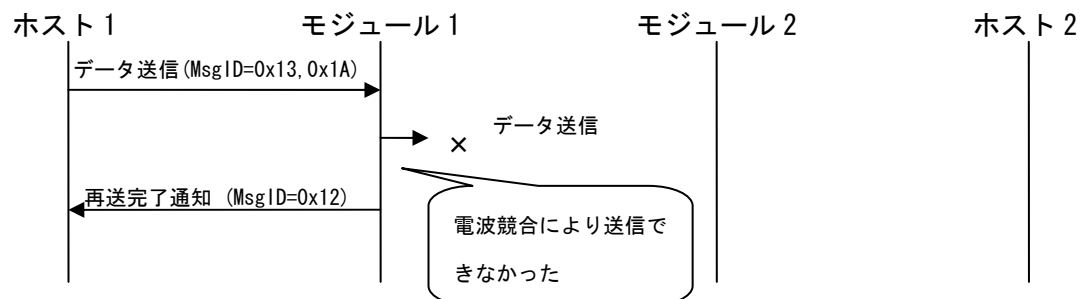 ホスト1
モジュール1
モジュール2
ホスト2
データ送信(MsgID=0x13,0x1A)
× データ送信
再送完了通知 (MsgID=0x12)
電波競合により送信で
きなかった